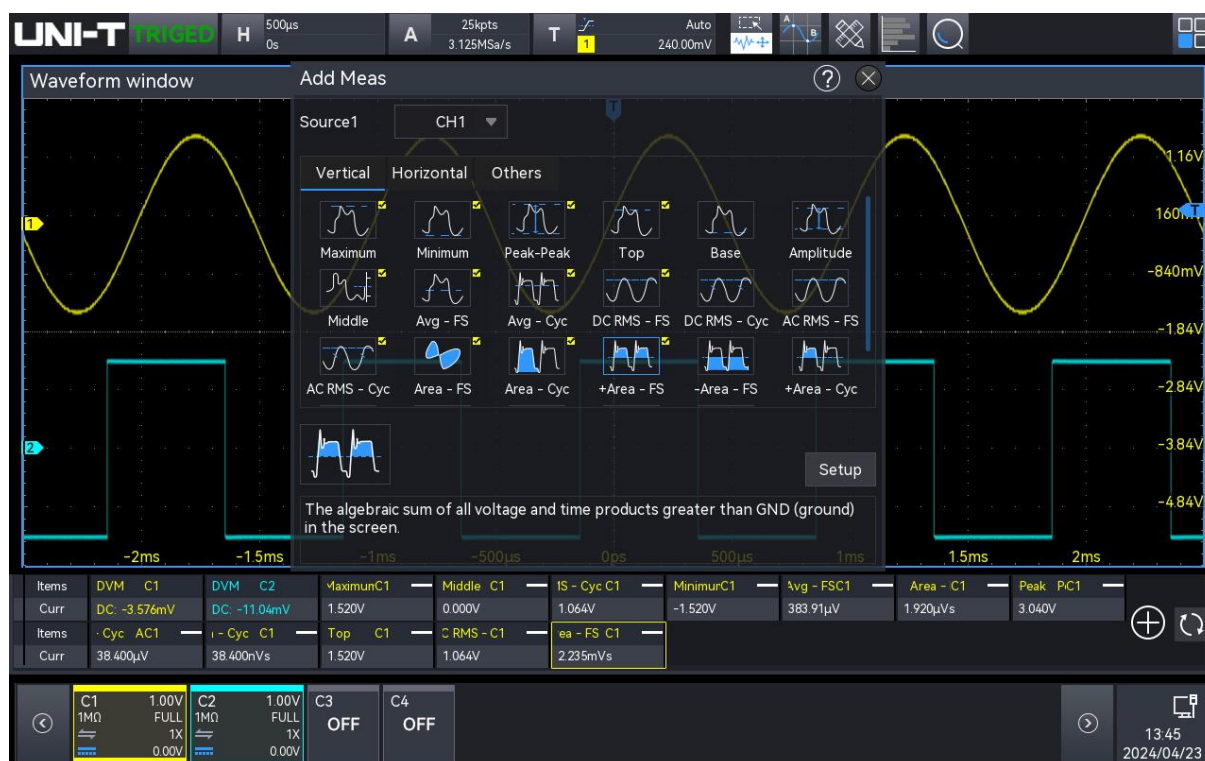 UNI-T TRIGED H 500µs 0s A 25kpts 3.125MSa/s T 1 Auto 240.00mV A B
Waveform window
Add Meas ?
Source1 CH1
T
Vertical Horizontal Others
1.16V
1
T
Maximum Minimum Peak-Peak Top Base Amplitude
-840mV
Middle Avg - FS Avg - Cyc DC RMS - FS DC RMS - Cyc AC RMS - FS
-1.84V
AC RMS - Cyc Area - FS Area - Cyc +Area - FS -Area - FS +Area - Cyc
-2.84V
2
-3.84V
Setup
-4.84V
The algebraic sum of all voltage and time products greater than GND (ground)
in the screen.
-2ms -1.5ms -1ms -500µs 0ps 500µs 1ms 1.5ms 2ms
Items DVM C1 DVM C2 C1 Middle C1 - Cyc C1 C1 - FSC1 Area - C1 Peak C1
Curr DC: -3.576mV DC: -11.04mV 1.520V 0.000V 1.064V -1.520V 383.91µV 1.920µVs 3.040V
Items Cyc AC1 - Cyc C1 Top C1 RMS - C1 ea - FS C1
Curr 38.400µV 38.400nVs 1.520V 1.064V 2.235mVs
C1 1.00V
1MΩ FULL
1X
0.00V
C2 1.00V
1MΩ FULL
1X
0.00V
C3
OFF
C4
OFF
13:45
2024/04/23